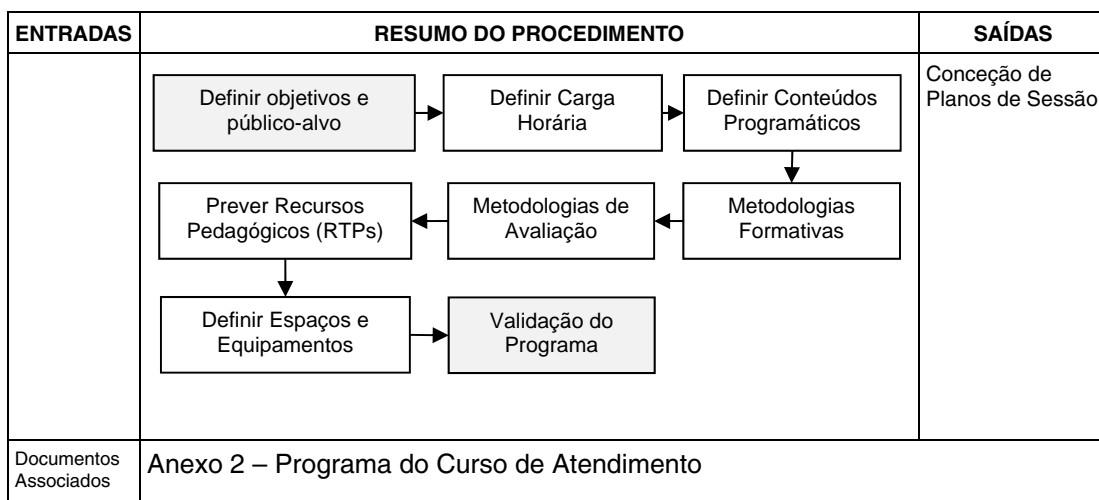 ENTRADAS
RESUMO DO PROCEDIMENTO
SAÍDAS
Definir objetivos e
público-alvo
Definir Carga
Horária
Definir Conteúdos
Programáticos
Conceção de
Planos de Sessão
Prever Recursos
Pedagógicos (RTPs)
Metodologias de
Avaliação
Metodologias
Formativas
Definir Espaços e
Equipamentos
Validação do
Programa
Documentos
Associados
Anexo 2 – Programa do Curso de Atendimento